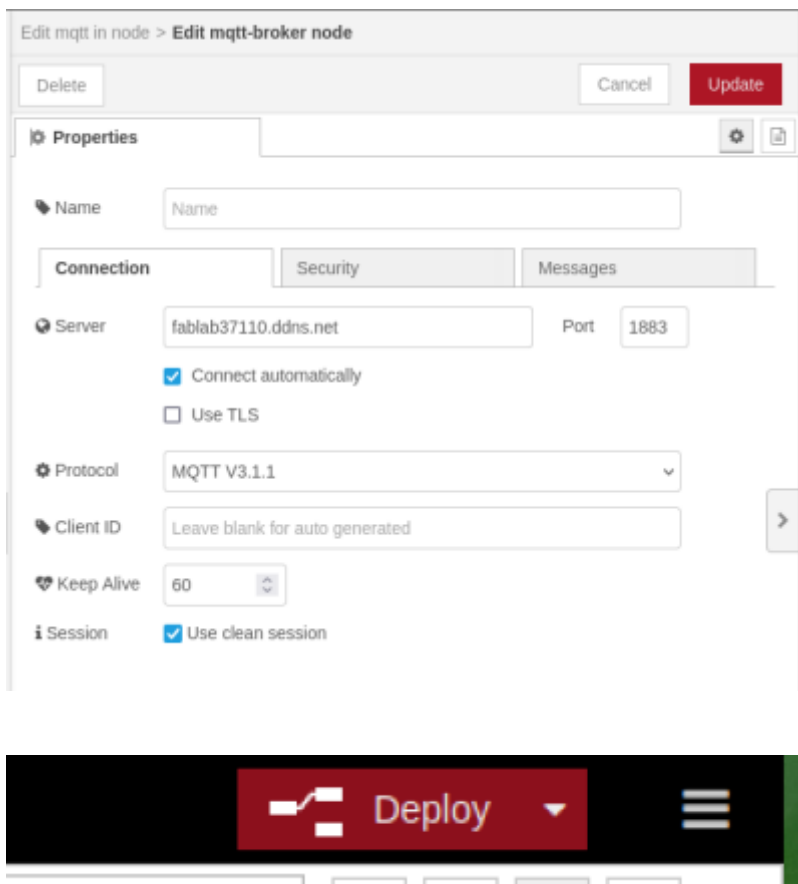 Edit mqtt in node > Edit mqtt-broker node
Delete Cancel Update
Properties
Name Name
Connection Security Messages
Server fablab37110.ddns.net Port 1883
Connect automatically
Use TLS
Protocol MQTT V3.1.1
Client ID Leave blank for auto generated
Keep Alive 60
Session Use clean session
Deploy